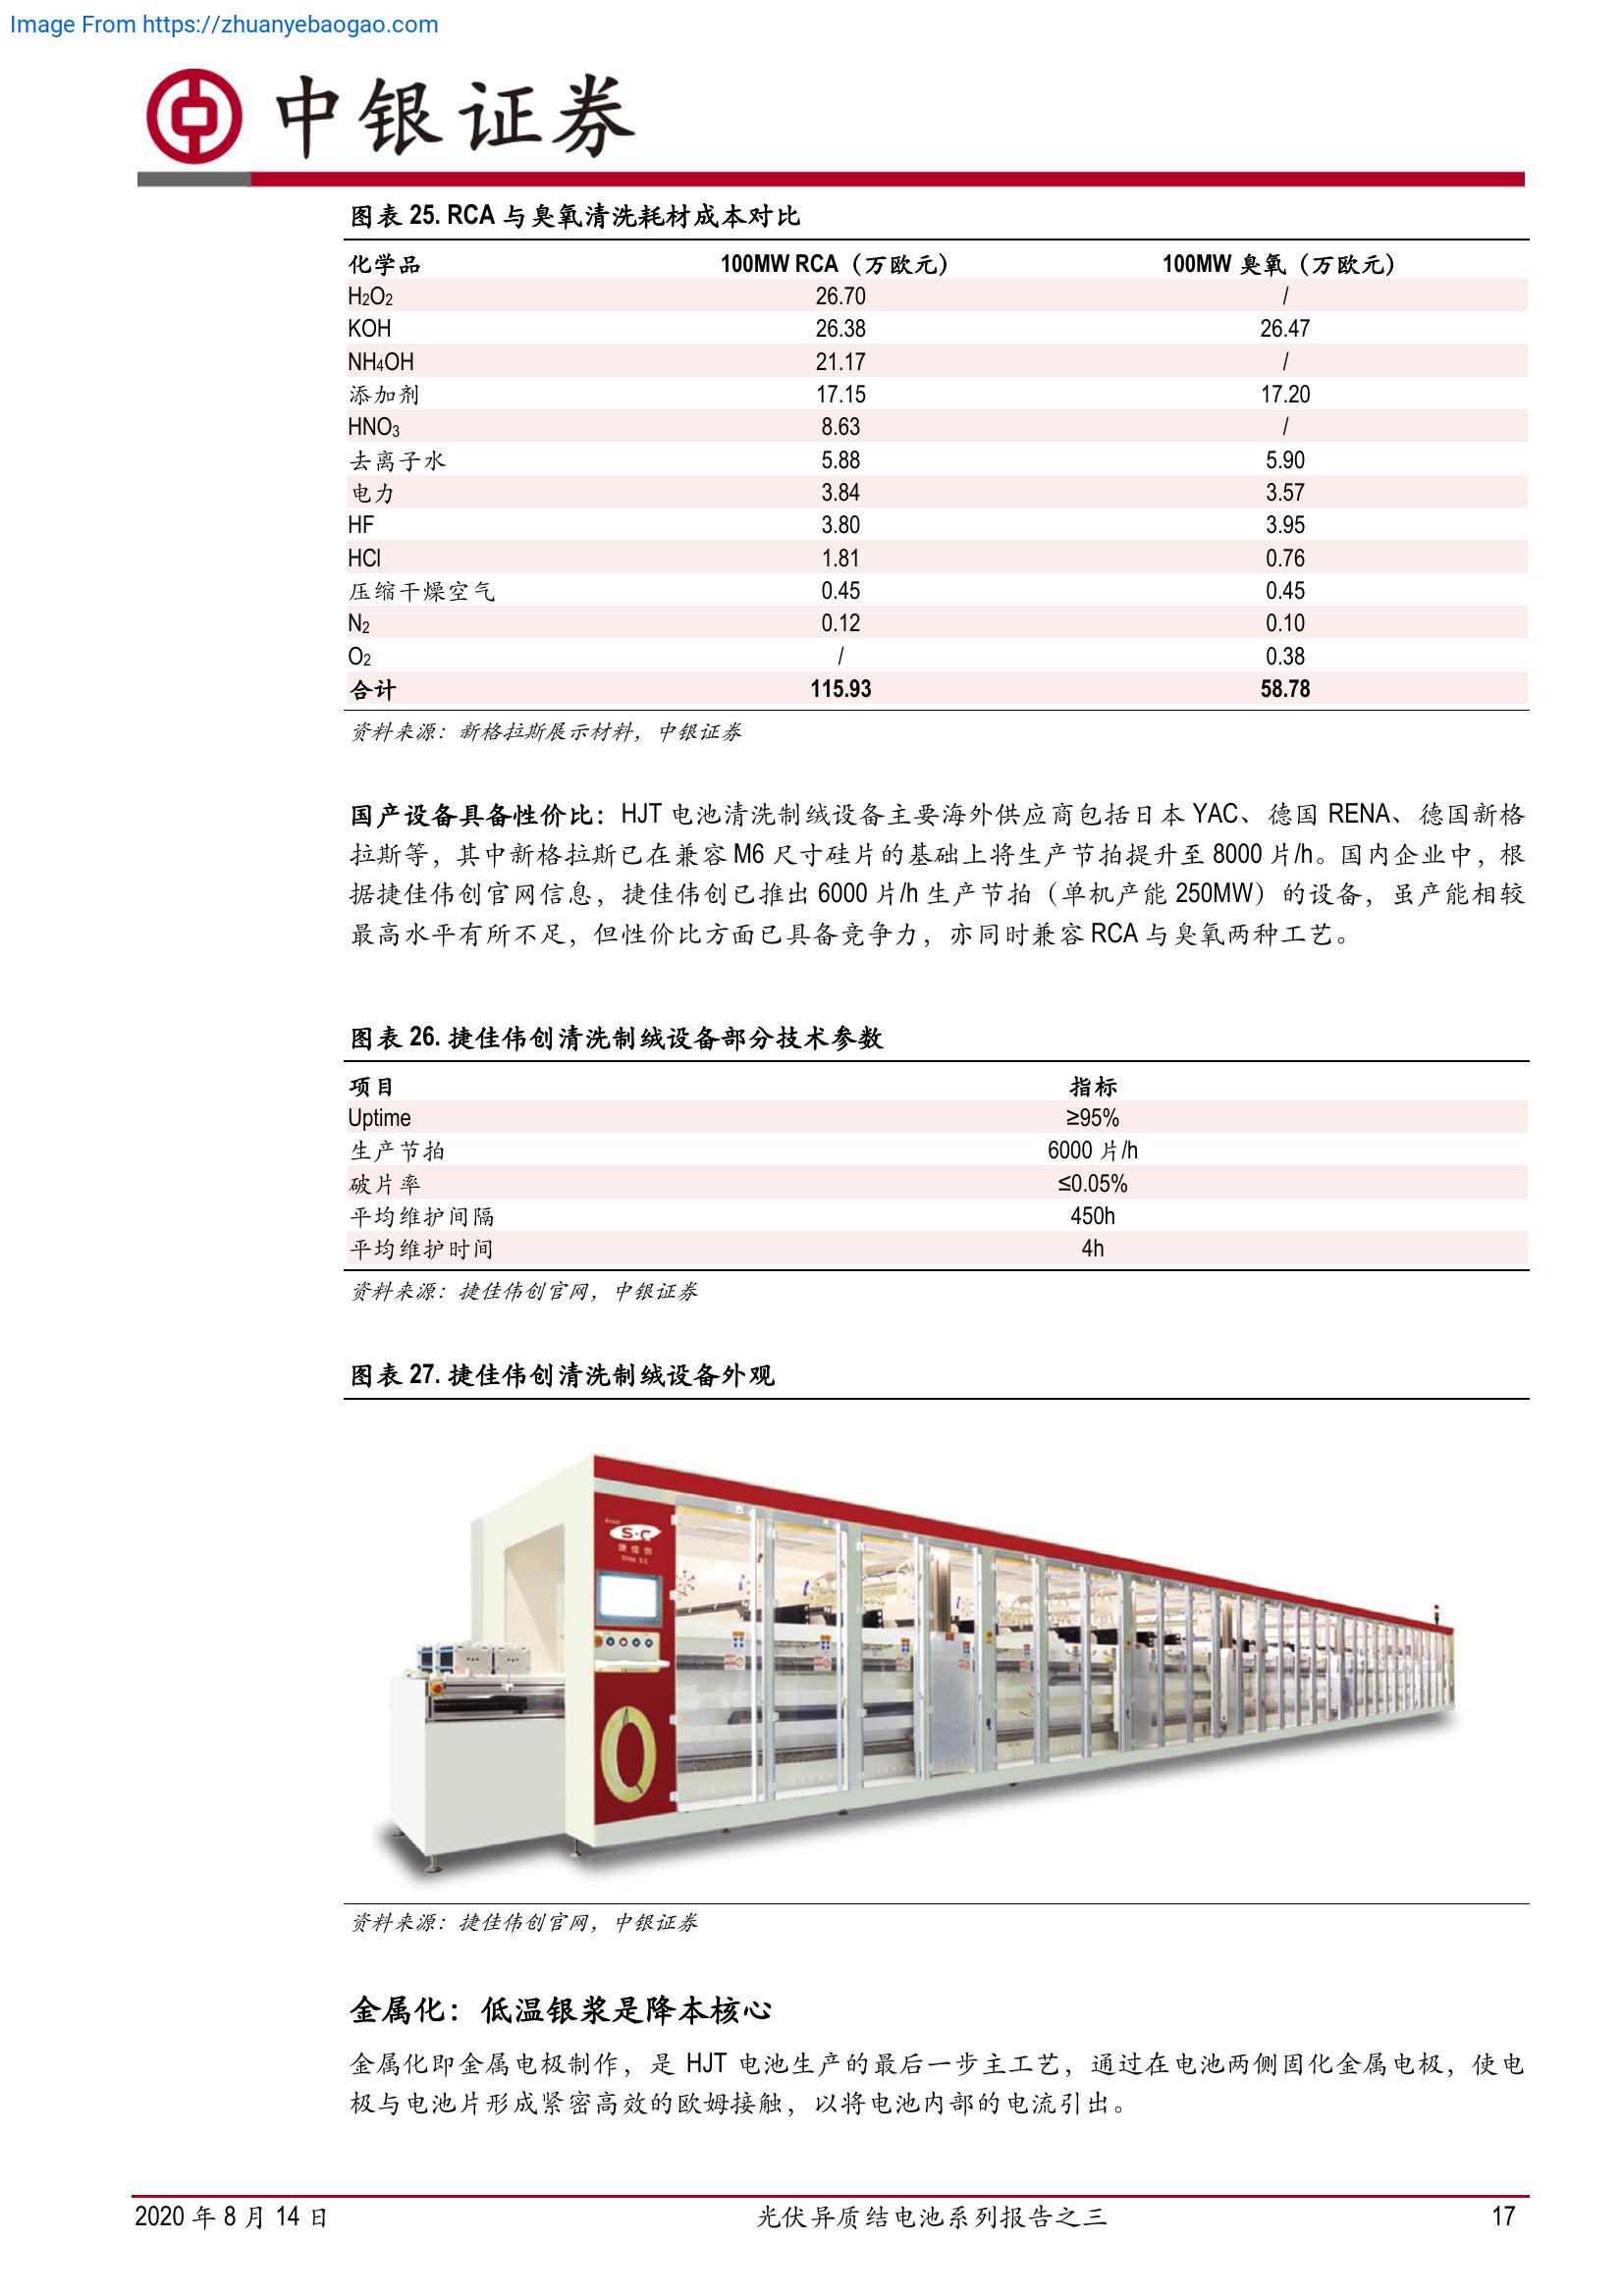 Image From https://zhuanyebaogao.com
中银证券
图表 25. RCA 与臭氧清洗耗材成本对比
化学品 100MW RCA（万欧元） 100MW 臭氧（万欧元）
H₂O₂ 26.70 /
KOH 26.38 26.47
NH₄OH 21.17 /
添加剂 17.15 17.20
HNO₃ 8.63 /
去离子水 5.88 5.90
电力 3.84 3.57
HF 3.80 3.95
HCl 1.81 0.76
压缩干燥空气 0.45 0.45
N₂ 0.12 0.10
O₂ / 0.38
合计 115.93 58.78
资料来源：新格拉斯展示材料，中银证券
国产设备具备性价比：HJT 电池清洗制绒设备主要海外供应商包括日本 YAC、德国 RENA、德国新格
拉斯等，其中新格拉斯已在兼容 M6 尺寸硅片的基础上将生产节拍提升至 8000 片/h。国内企业中，根
据捷佳伟创官网信息，捷佳伟创已推出 6000 片/h 生产节拍（单机产能 250MW）的设备，虽产能相较
最高水平有所不足，但性价比方面已具备竞争力，亦同时兼容 RCA 与臭氧两种工艺。
图表 26. 捷佳伟创清洗制绒设备部分技术参数
项目 指标
Uptime ≥95%
生产节拍 6000 片/h
破片率 ≤0.05%
平均维护间隔 450h
平均维护时间 4h
资料来源：捷佳伟创官网，中银证券
图表 27. 捷佳伟创清洗制绒设备外观
S·C
捷佳创
CHINA S.C
资料来源：捷佳伟创官网，中银证券
金属化：低温银浆是降本核心
金属化即金属电极制作，是 HJT 电池生产的最后一步主工艺，通过在电池两侧固化金属电极，使电
极与电池片形成紧密高效的欧姆接触，以将电池内部的电流引出。
2020 年 8 月 14 日 光伏异质结电池系列报告之三 17